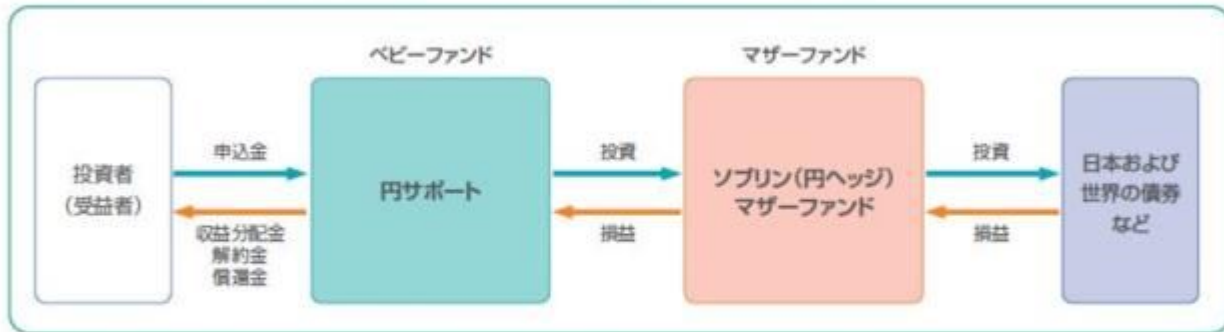 ベビーファンド
マザーファンド
投資者
(受益者)
申込金
収益分配金
解約金
償還金
円サポート
投資
損益
ソブリン(円ヘッジ)
マザーファンド
投資
損益
日本および
世界の債券
など